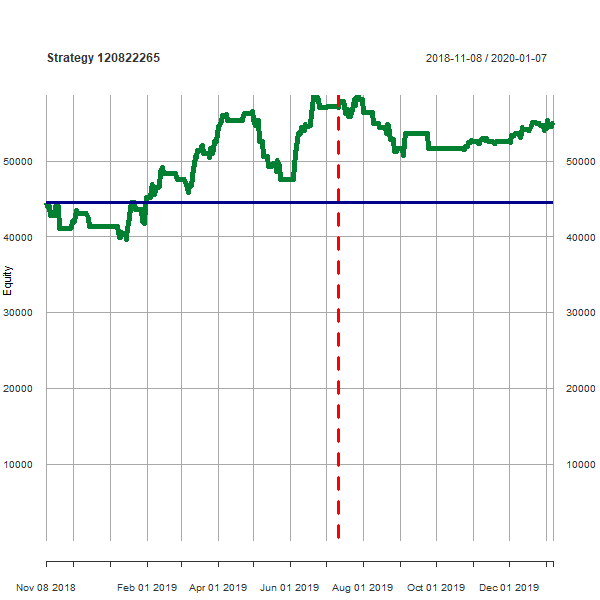 Strategy 120822265 2018-11-08 / 2020-01-07
50000 50000
40000 40000
Equity
30000 30000
20000 20000
10000 10000
Nov 08 2018 Feb 01 2019 Apr 01 2019 Jun 01 2019 Aug 01 2019 Oct 01 2019 Dec 01 2019